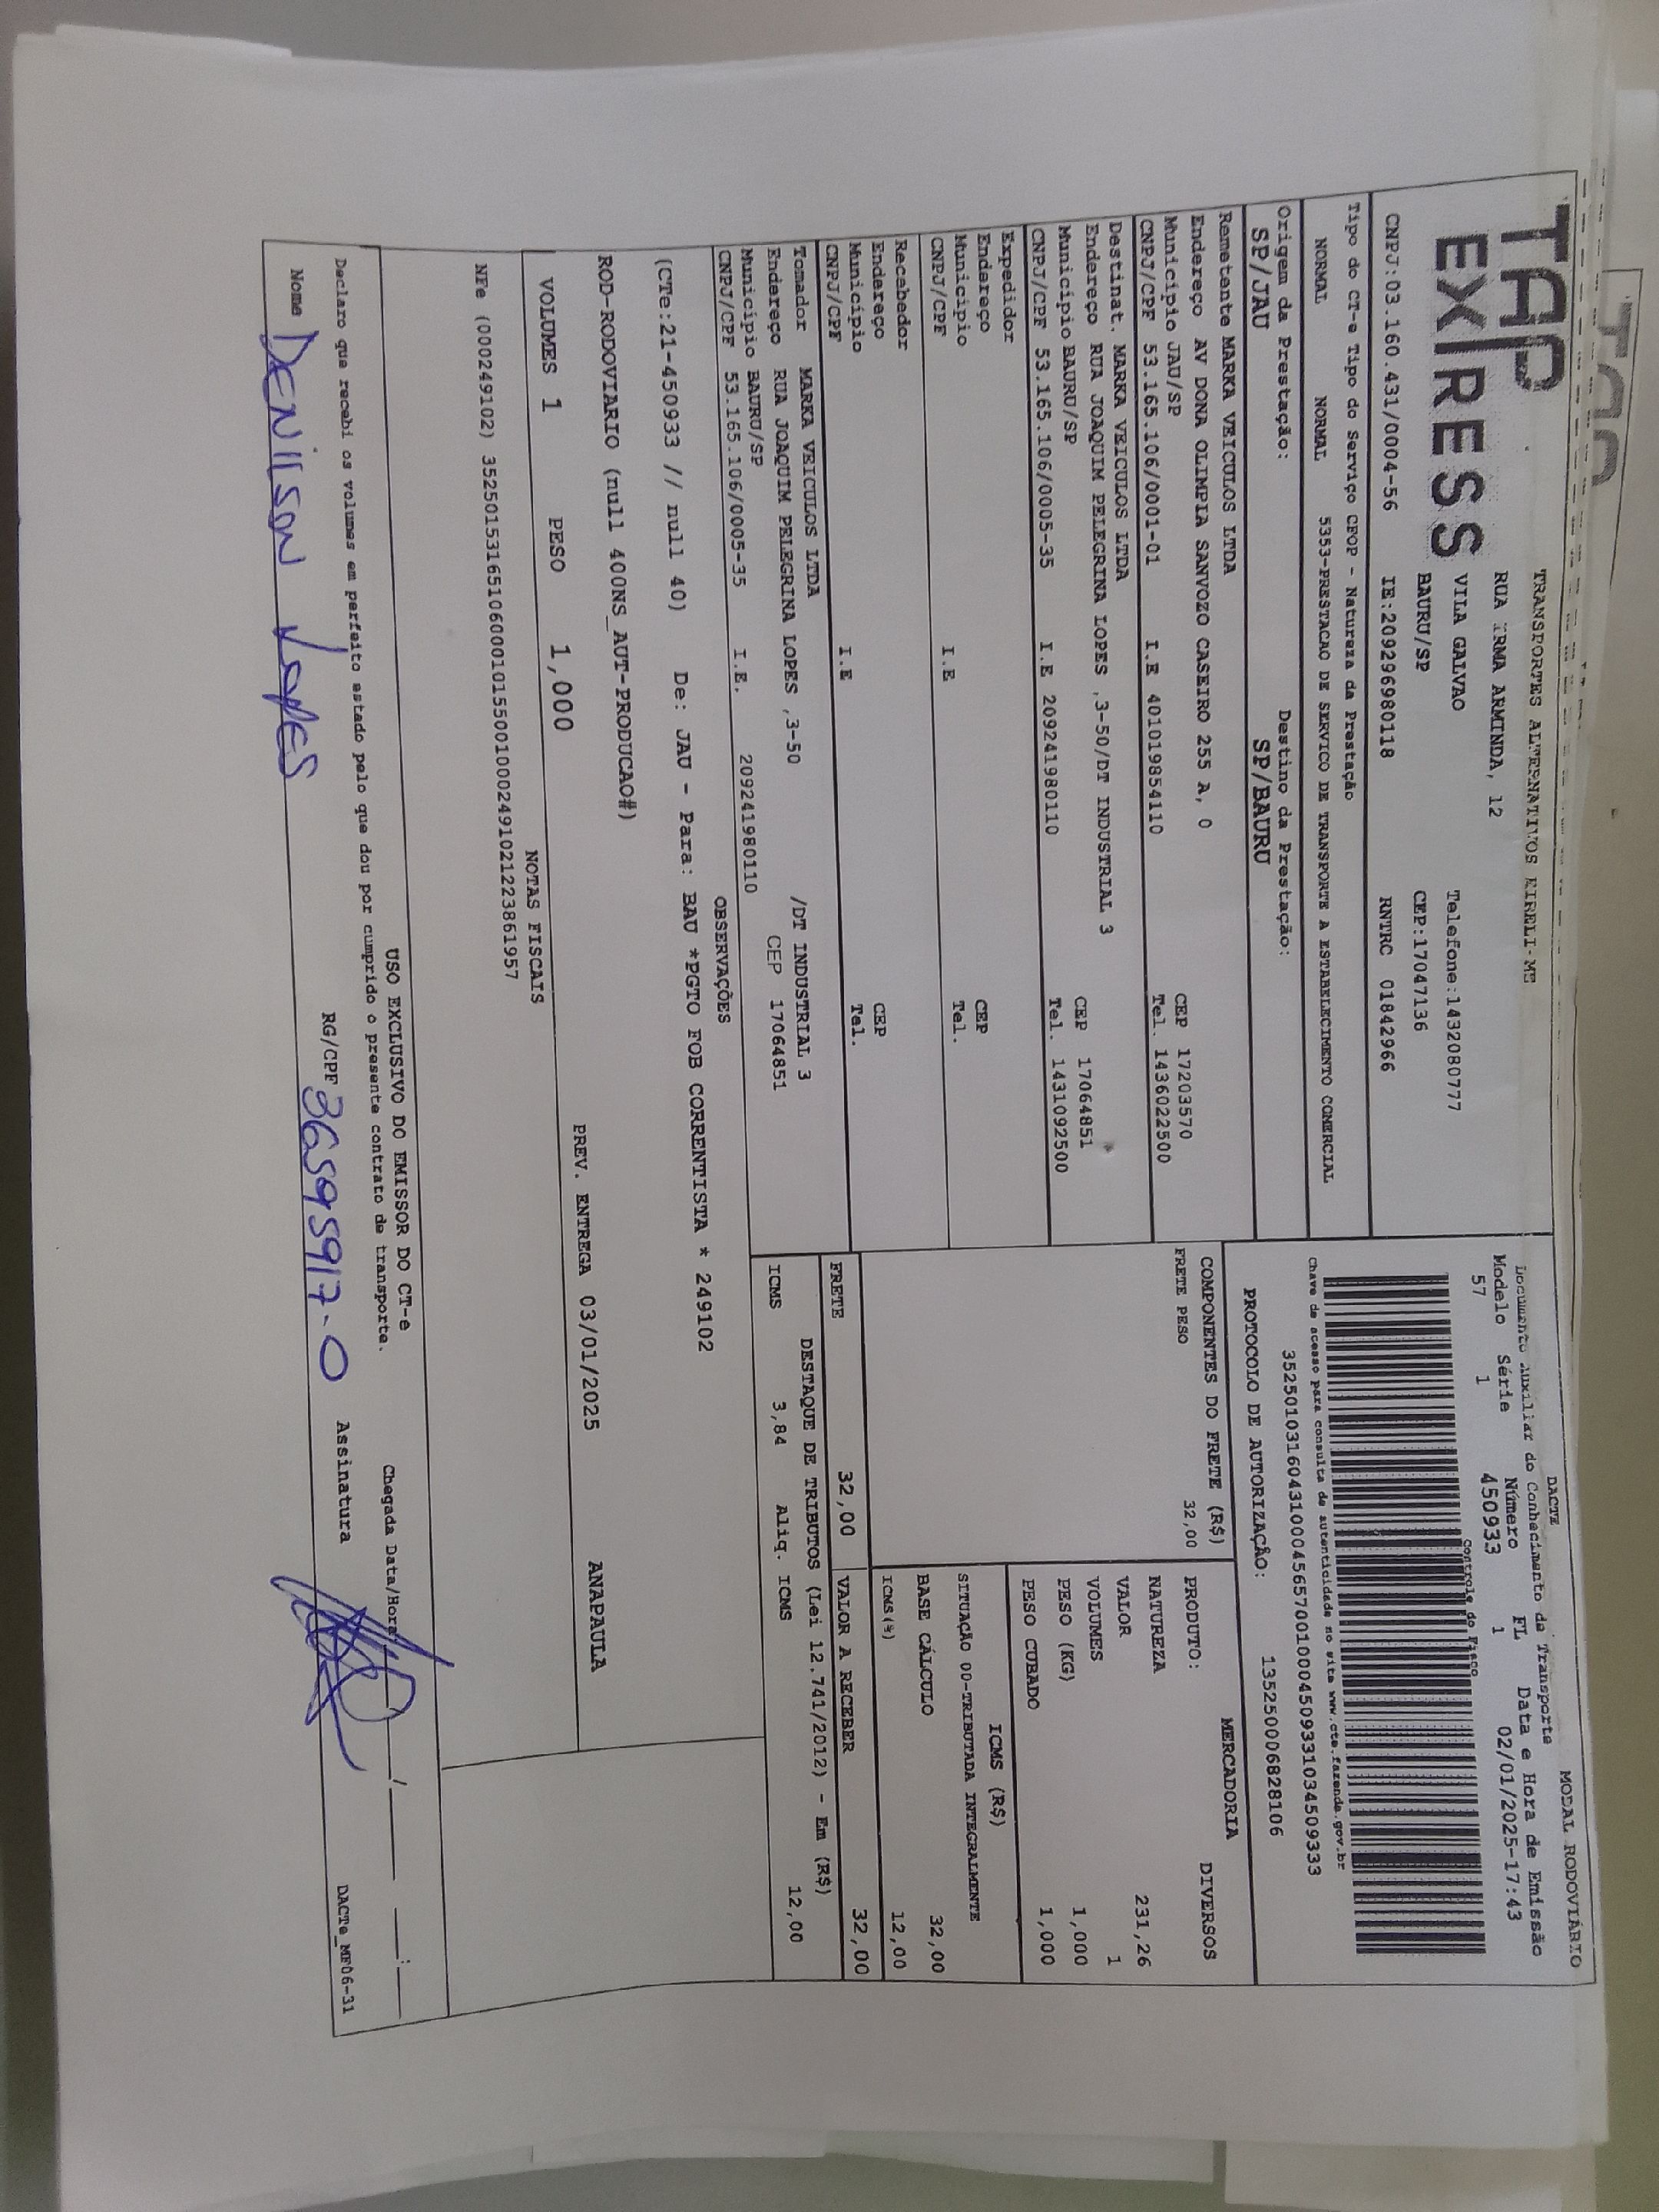 TAP
EXPRESS
TRANSPORTES ALTERNATIVOS EIRELI-ME
RUA IRMA ARMINDA, 12
VILA GALVAO
Telefone:1432080777
BAURU/SP
CEP:17047136
CNPJ:03.160.431/0004-56
IE:209296980118
RNTRC 01842966
DACTE
MODAL RODOVIÁRIO
Documento Auxiliar do Conhecimento de Transporte
Modelo Série Número FL Data e Hora de Emissão
57 1 450933 1 02/01/2025-17:43
Controle do Fisco
Chave de acesso para consulta de autenticidade no site www.cte.fazenda.gov.br
35250103160431000456570010004509331034509333
PROTOCOLO DE AUTORIZAÇÃO: 135250006828106
Tipo do CT-e Tipo do Serviço CFOP - Natureza da Prestação
NORMAL NORMAL 5353-PRESTACAO DE SERVICO DE TRANSPORTE A ESTABELECIMENTO COMERCIAL
Origem da Prestação: Destino da Prestação:
SP/JAU SP/BAURU
Remetente MARKA VEICULOS LTDA
Endereço AV DONA OLIMPIA SANVOZO CASEIRO 255 A, 0
Município JAU/SP CEP 17203570
CNPJ/CPF 53.165.106/0001-01 I.E 401019854110 Tel. 1436022500
Destinat. MARKA VEICULOS LTDA
Endereço RUA JOAQUIM PELEGRINA LOPES ,3-50/DT INDUSTRIAL 3
Município BAURU/SP CEP 17064851
CNPJ/CPF 53.165.106/0005-35 I.E 209241980110 Tel. 1431092500
Expedidor
Endereço
Município CEP
CNPJ/CPF I.E Tel.
Recebedor
Endereço
Município CEP
CNPJ/CPF I.E Tel.
Tomador MARKA VEICULOS LTDA
Endereço RUA JOAQUIM PELEGRINA LOPES ,3-50 /DT INDUSTRIAL 3
Município BAURU/SP CEP 17064851
CNPJ/CPF 53.165.106/0005-35 I.E. 209241980110
COMPONENTES DO FRETE (R$)
FRETE PESO 32,00
MERCADORIA
PRODUTO: DIVERSOS
NATUREZA
VALOR 231,26
VOLUMES 1
PESO (KG) 1,000
PESO CUBADO 1,000
ICMS (R$)
SITUAÇÃO 00-TRIBUTADA INTEGRALMENTE
BASE CÁLCULO 32,00
ICMS(%) 12,00
FRETE 32,00 VALOR A RECEBER 32,00
DESTAQUE DE TRIBUTOS (Lei 12.741/2012) - Em (R$)
ICMS 3,84 Aliq. ICMS 12,00
OBSERVAÇÕES
(CTe:21-450933 // null 40) De: JAU - Para: BAU *PGTO FOB CORRENTISTA * 249102
ROD-RODOVIARIO (null 400NS_AUT-PRODUCAO#)
VOLUMES 1 PESO 1,000 PREV. ENTREGA 03/01/2025 ANAPAULA
NOTAS FISCAIS
NFe (000249102) 35250153165106000101550010002491021223861957
USO EXCLUSIVO DO EMISSOR DO CT-e
Declaro que recebi os volumes em perfeito estado pelo que dou por cumprido o presente contrato de transporte.
Chegada Data/Hora ___/___ ___:___
Nome DENILSON LOPES RG/CPF 36595917-0 Assinatura
DACTe_MF06-31